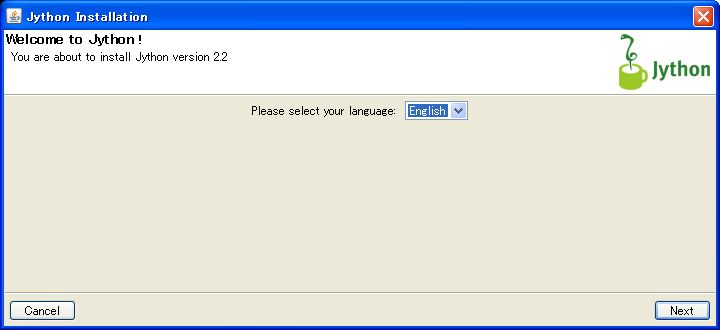 Jython Installation
Welcome to Jython!
You are about to install Jython version 2.2
Jython
Please select your language: English
Cancel Next